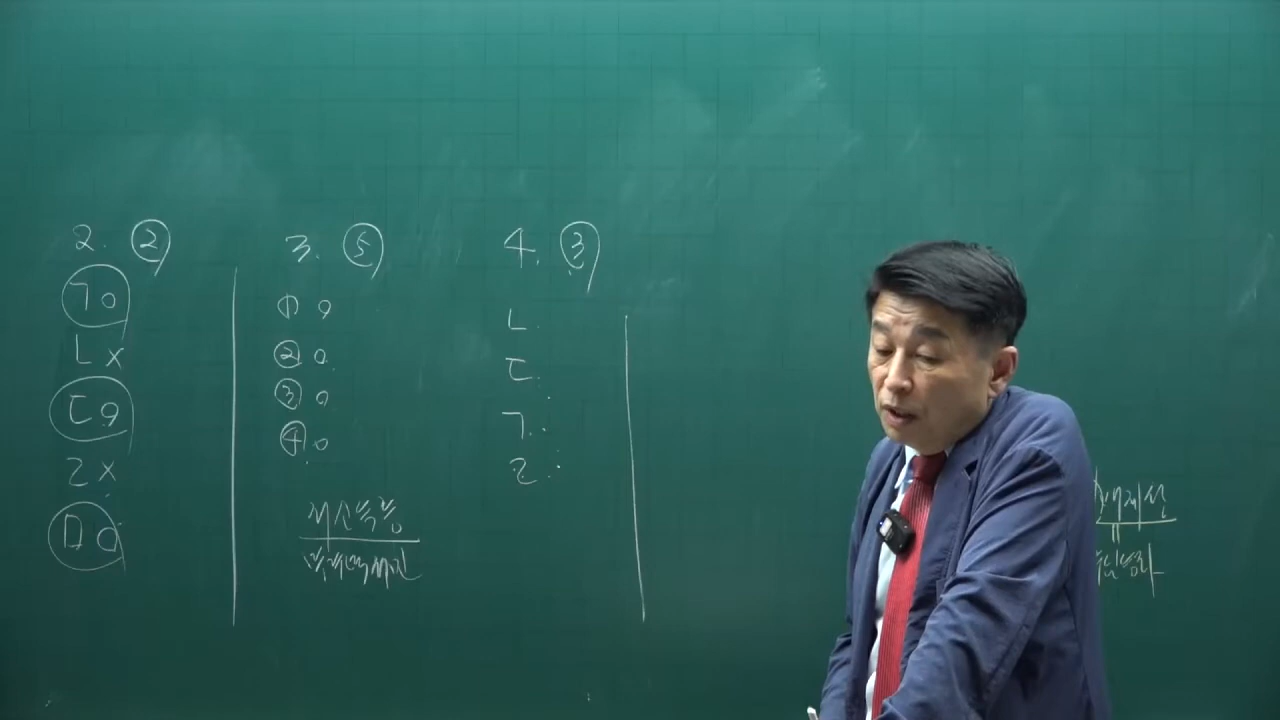 2. ②
ㄱ o
ㄴ x
ㄷ o
ㄹ x
ㅁ o
3. ⑤
① o
② o
③ o
④ o
4. ③
ㄴ.
ㄷ.
ㄱ.
ㄹ.